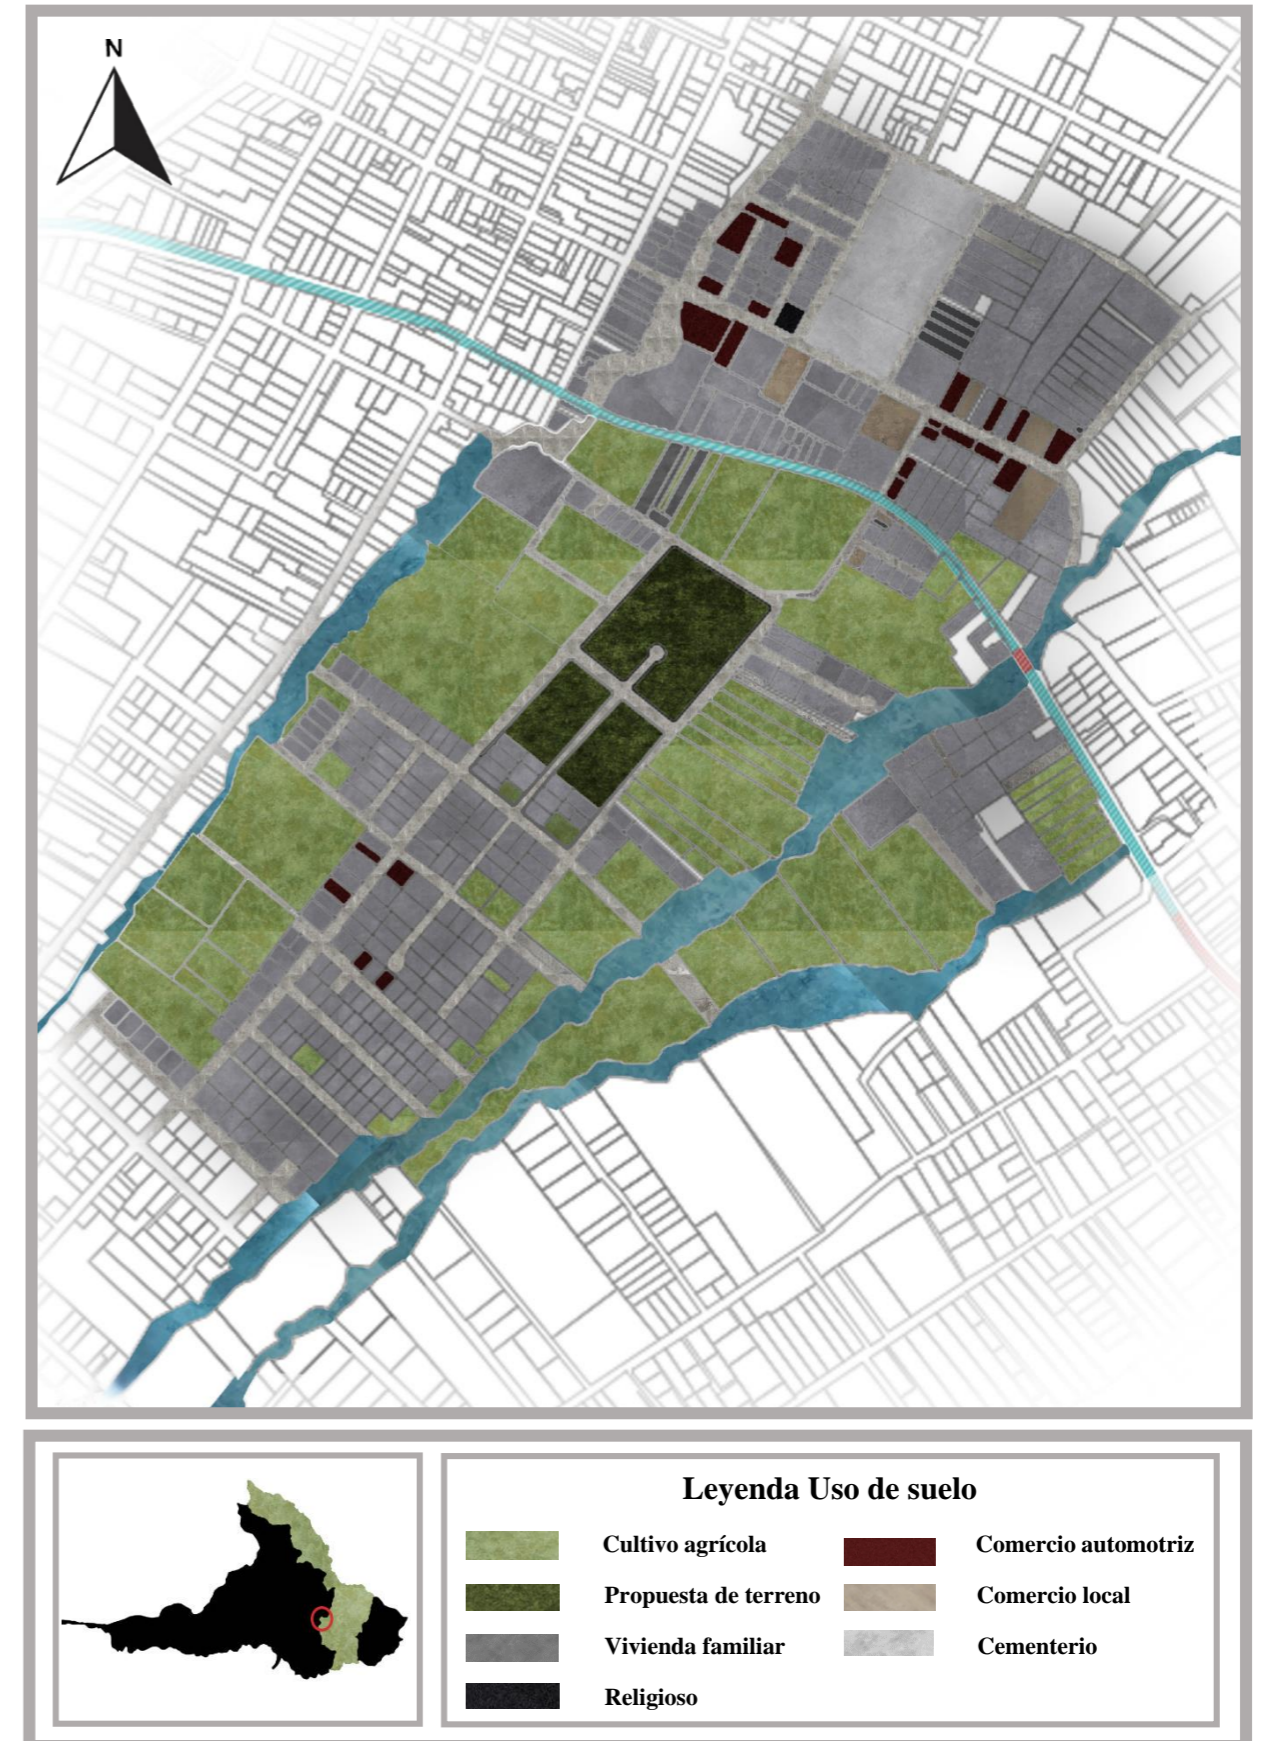 N
Leyenda Uso de suelo
Cultivo agrícola
Propuesta de terreno
Vivienda familiar
Religioso
Comercio automotriz
Comercio local
Cementerio